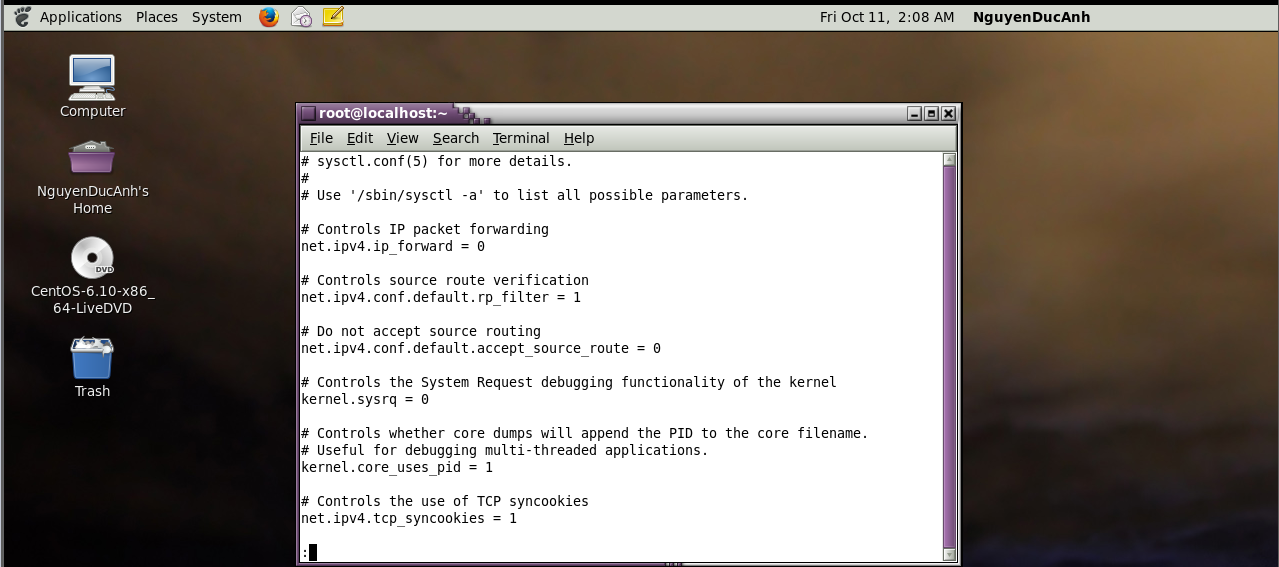 Applications Places System
Fri Oct 11, 2:08 AM NguyenDucAnh
Computer
NguyenDucAnh's
Home
DVD
CentOS-6.10-x86_
64-LiveDVD
Trash
root@localhost:~
File Edit View Search Terminal Help
# sysctl.conf(5) for more details.
#
# Use '/sbin/sysctl -a' to list all possible parameters.
# Controls IP packet forwarding
net.ipv4.ip_forward = 0
# Controls source route verification
net.ipv4.conf.default.rp_filter = 1
# Do not accept source routing
net.ipv4.conf.default.accept_source_route = 0
# Controls the System Request debugging functionality of the kernel
kernel.sysrq = 0
# Controls whether core dumps will append the PID to the core filename.
# Useful for debugging multi-threaded applications.
kernel.core_uses_pid = 1
# Controls the use of TCP syncookies
net.ipv4.tcp_syncookies = 1
: